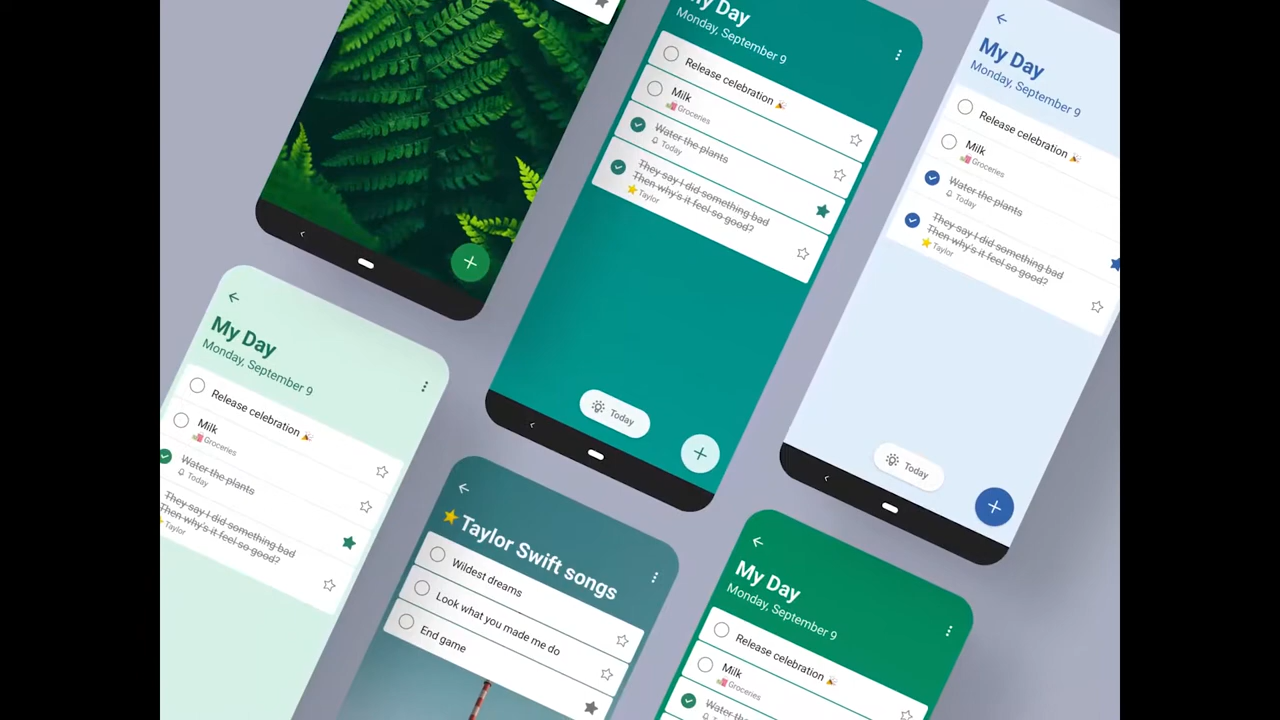 My Day
Monday, September 9
Release celebration 🎉
Milk
Groceries
Water the plants
Today
They say I did something bad
Then why's it feel so good?
⭐ Taylor
Today
My Day
Monday, September 9
Release celebration 🎉
Milk
Groceries
Water the plants
Today
They say I did something bad
Then why's it feel so good?
⭐ Taylor
Today
My Day
Monday, September 9
Release celebration 🎉
Milk
Groceries
Water the plants
Today
They say I did something bad
Then why's it feel so good?
Taylor
⭐ Taylor Swift songs
Wildest dreams
Look what you made me do
End game
My Day
Monday, September 9
Release celebration 🎉
Milk
Groceries
Water the